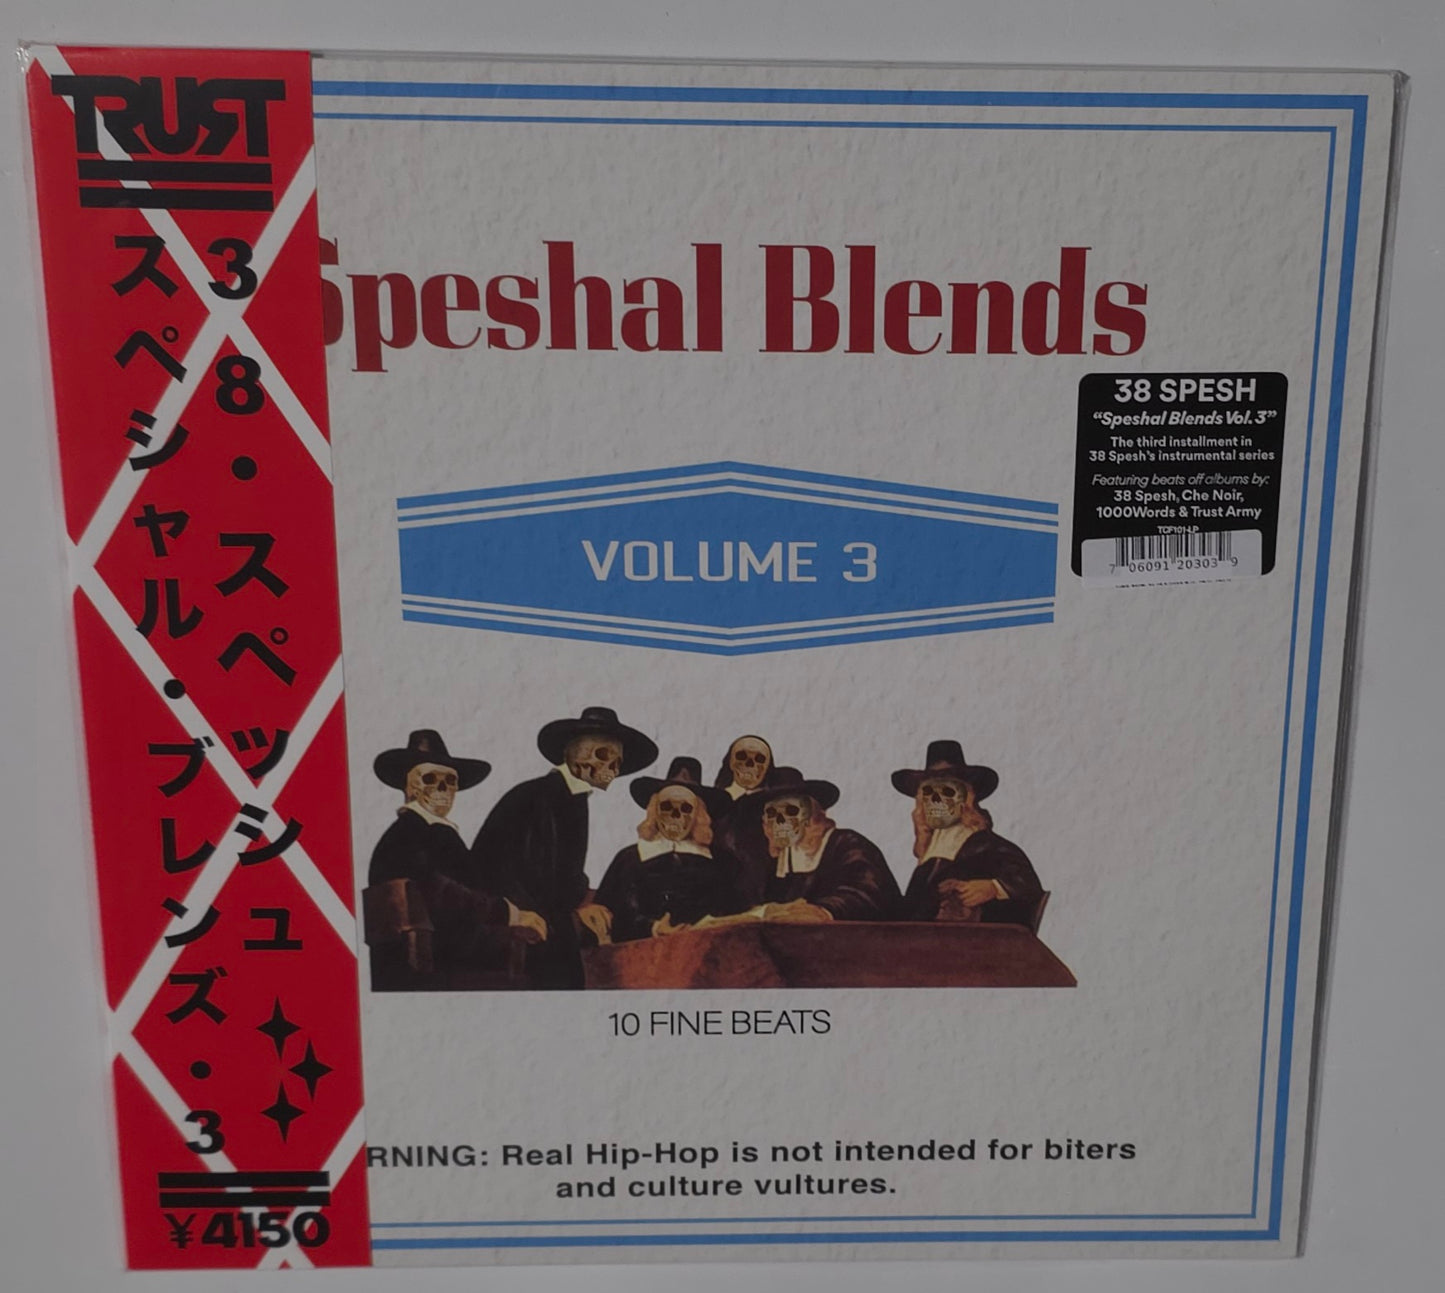 TRUST
38・スペッシュ
スペシャル・ブレンズ・3
¥4150
Speshal Blends
VOLUME 3
38 SPESH
“Speshal Blends Vol. 3”
The third installment in
38 Spesh's instrumental series
Featuring beats off albums by:
38 Spesh, Che Noir,
1000Words & Trust Army
TCF101-LP
7 06091 20303 9
10 FINE BEATS
RNING: Real Hip-Hop is not intended for biters
and culture vultures.